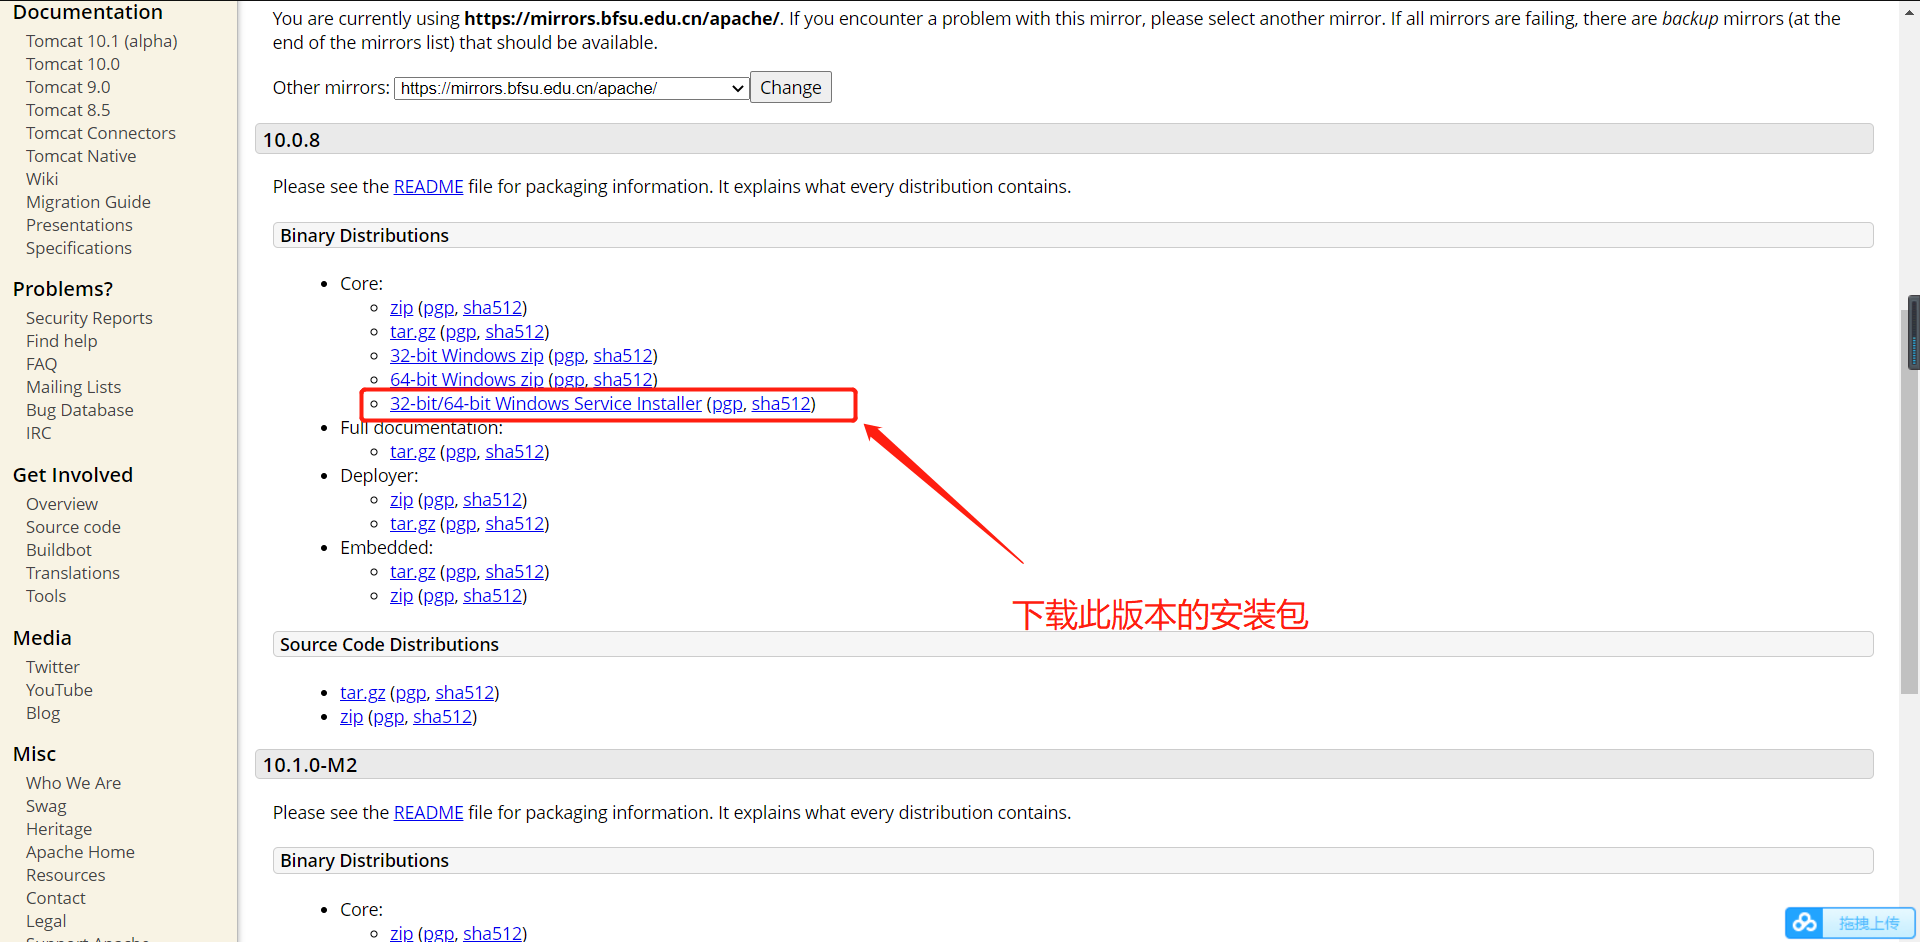 Documentation
Tomcat 10.1 (alpha)
Tomcat 10.0
Tomcat 9.0
Tomcat 8.5
Tomcat Connectors
Tomcat Native
Wiki
Migration Guide
Presentations
Specifications
Problems?
Security Reports
Find help
FAQ
Mailing Lists
Bug Database
IRC
Get Involved
Overview
Source code
Buildbot
Translations
Tools
Media
Twitter
YouTube
Blog
Misc
Who We Are
Swag
Heritage
Apache Home
Resources
Contact
Legal
Support Apache
You are currently using https://mirrors.bfsu.edu.cn/apache/. If you encounter a problem with this mirror, please select another mirror. If all mirrors are failing, there are backup mirrors (at the
end of the mirrors list) that should be available.
Other mirrors: https://mirrors.bfsu.edu.cn/apache/ Change
10.0.8
Please see the README file for packaging information. It explains what every distribution contains.
Binary Distributions
• Core:
○ zip (pgp, sha512)
○ tar.gz (pgp, sha512)
○ 32-bit Windows zip (pgp, sha512)
○ 64-bit Windows zip (pgp, sha512)
○ 32-bit/64-bit Windows Service Installer (pgp, sha512)
• Full documentation:
○ tar.gz (pgp, sha512)
• Deployer:
○ zip (pgp, sha512)
○ tar.gz (pgp, sha512)
• Embedded:
○ tar.gz (pgp, sha512)
○ zip (pgp, sha512)
下载此版本的安装包
Source Code Distributions
• tar.gz (pgp, sha512)
• zip (pgp, sha512)
10.1.0-M2
Please see the README file for packaging information. It explains what every distribution contains.
Binary Distributions
• Core:
○ zip (pgp, sha512)
拖拽上传